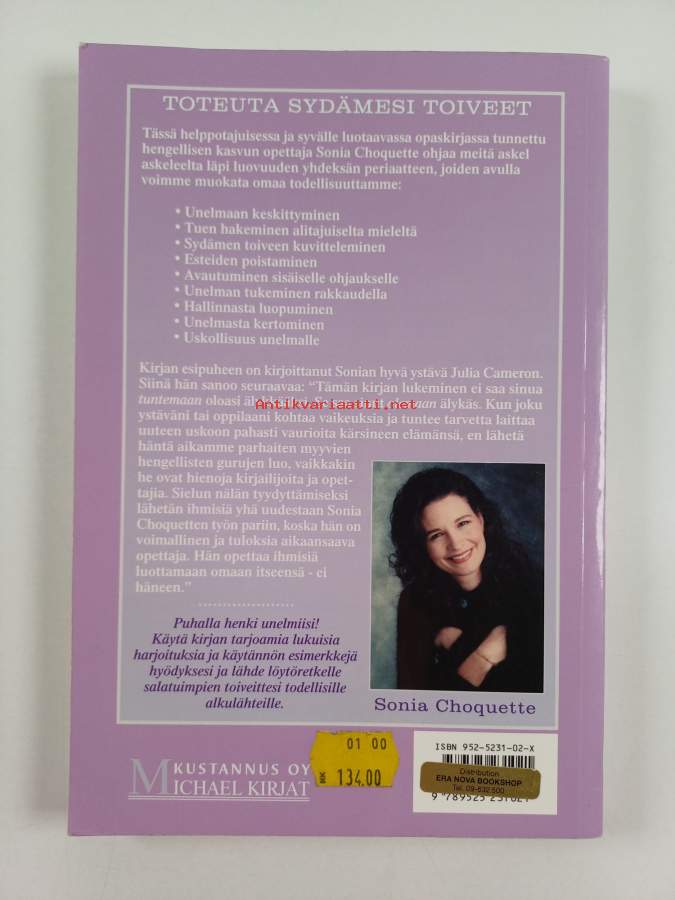 TOTEUTA SYDÄMESI TOIVEET
Tässä helppotajuisessa ja syvälle luotaavassa opaskirjassa tunnettu
hengellisen kasvun opettaja Sonia Choquette ohjaa meitä askel
askeleelta läpi luovuuden yhdeksän periaatteen, joiden avulla
voimme muokata omaa todellisuuttamme:
• Unelmaan keskittyminen
• Tuen hakeminen alitajuiselta mieleltä
• Sydämen toiveen kuvitteleminen
• Esteiden poistaminen
• Avautuminen sisäiselle ohjaukselle
• Unelman tukeminen rakkaudella
• Hallinnasta luopuminen
• Unelmasta kertominen
• Uskollisuus unelmalle
Kirjan esipuheen on kirjoittanut Sonian hyvä ystävä Julia Cameron.
Siinä hän sanoo seuraavaa: “Tämän kirjan lukeminen ei saa sinua
tuntemaan oloasi älykkyys. älykäs. Kun joku
Antikvariaatti.net
ystäväni tai oppilaani kohtaa vaikeuksia ja tuntee tarvetta laittaa
uuteen uskoon pahasti vaurioita kärsineen elämänsä, en lähetä
häntä aikamme parhaiten myyvien
hengellisten gurujen luo, vaikkakin
he ovat hienoja kirjailijoita ja opet-
tajia. Sielun nälän tyydyttämiseksi
lähetän ihmisiä yhä uudestaan Sonia
Choquetten työn pariin, koska hän on
voimallinen ja tuloksia aikaansaava
opettaja. Hän opettaa ihmisiä
luottamaan omaan itseensä - ei
häneen.”
Puhalla henki unelmiisi!
Käytä kirjan tarjoamia lukuisia
harjoituksia ja käytännön esimerkkejä
hyödyksesi ja lähde löytöretkelle
salatuimpien toiveittesi todellisille
alkulähteille.
Sonia Choquette
KUSTANNUS OY
MICHAEL KIRJAT
01 00
134.00
ISBN 952-5231-02-X
Distribution
ERA NOVA BOOKSHOP